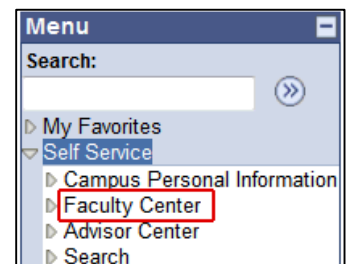 Menu
Search:
My Favorites
Self Service
Campus Personal Information
Faculty Center
Advisor Center
Search